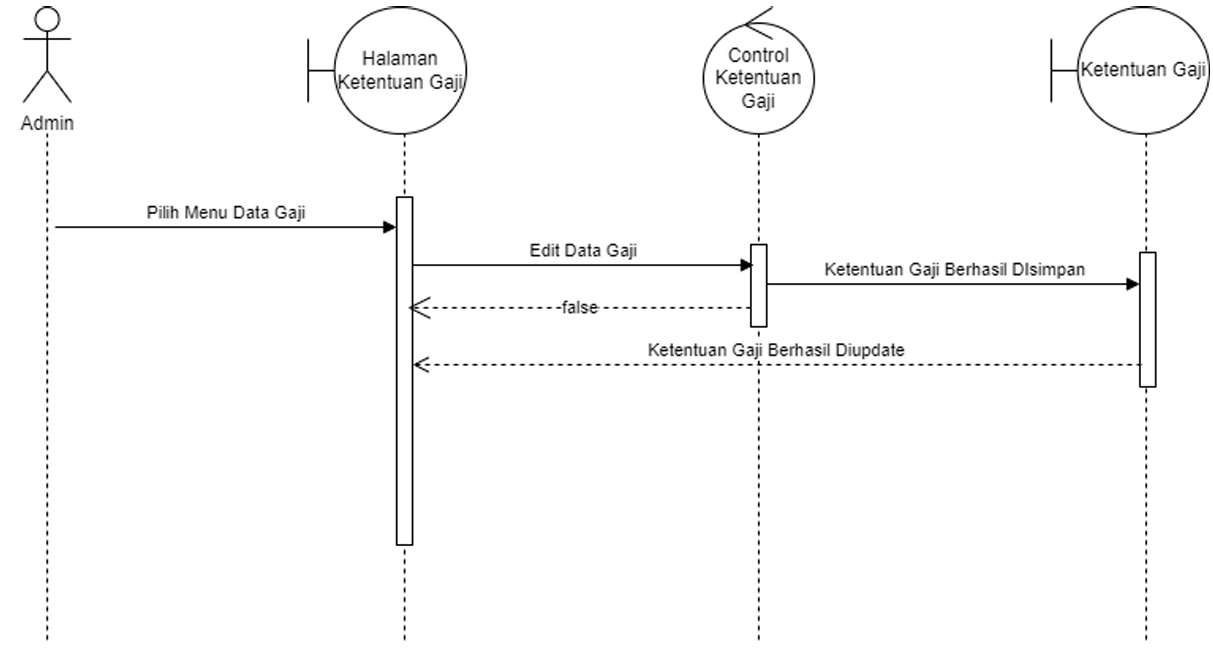 Halaman
Ketentuan Gaji
Control
Ketentuan
Gaji
Ketentuan Gaji
Admin
Pilih Menu Data Gaji
Edit Data Gaji
Ketentuan Gaji Berhasil DIsimpan
false
Ketentuan Gaji Berhasil Diupdate